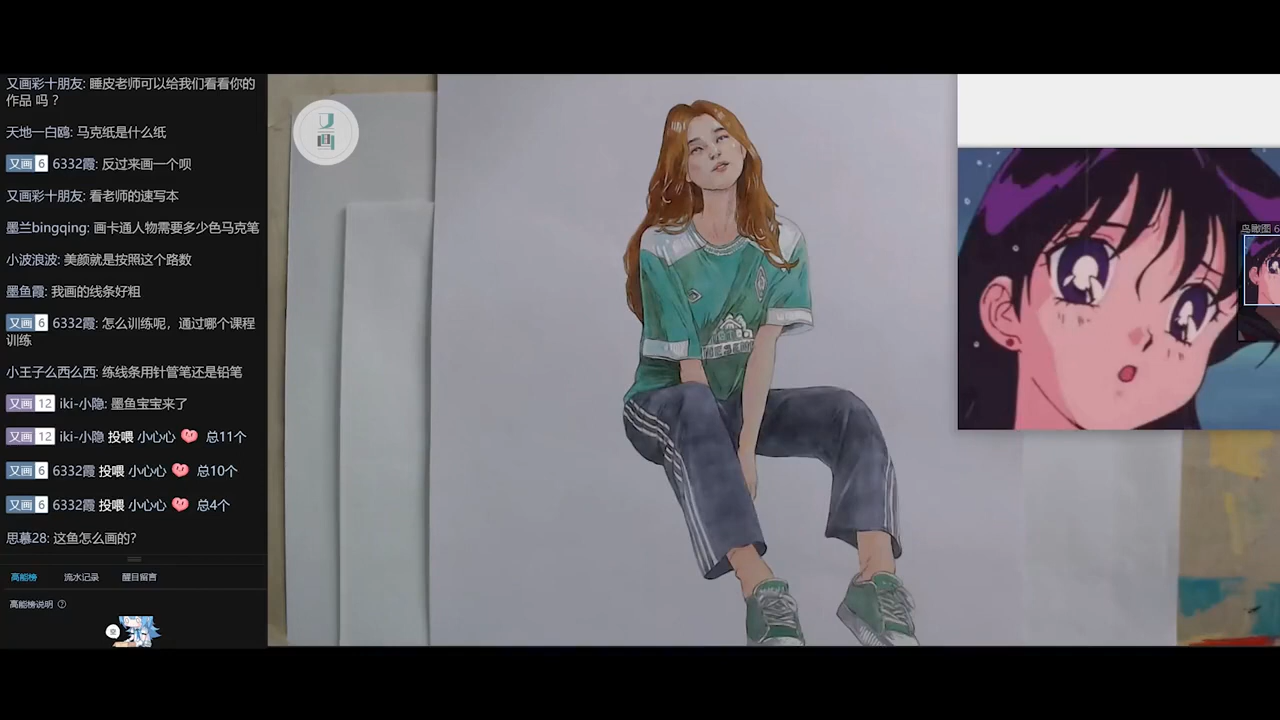 又画彩十朋友: 睡皮老师可以给我们看看你的
作品 吗？
天地一白鸥: 马克纸是什么纸
又画 6 6332霞: 反过来画一个呗
又画彩十朋友: 看老师的速写本
墨兰bingqing: 画卡通人物需要多少色马克笔
小波浪波: 美颜就是按照这个路数
墨鱼霞: 我画的线条好粗
又画 6 6332霞: 怎么训练呢，通过哪个课程
训练
小王子么西么西: 练线条用针管笔还是铅笔
又画 12 iki-小隐: 墨鱼宝宝来了
又画 12 iki-小隐 投喂 小心心 总11个
又画 6 6332霞 投喂 小心心 总10个
又画 6 6332霞 投喂 小心心 总4个
思慕28: 这鱼怎么画的?
高能榜 流水记录 醒目留言
高能榜说明 ?
鸟瞰图 6